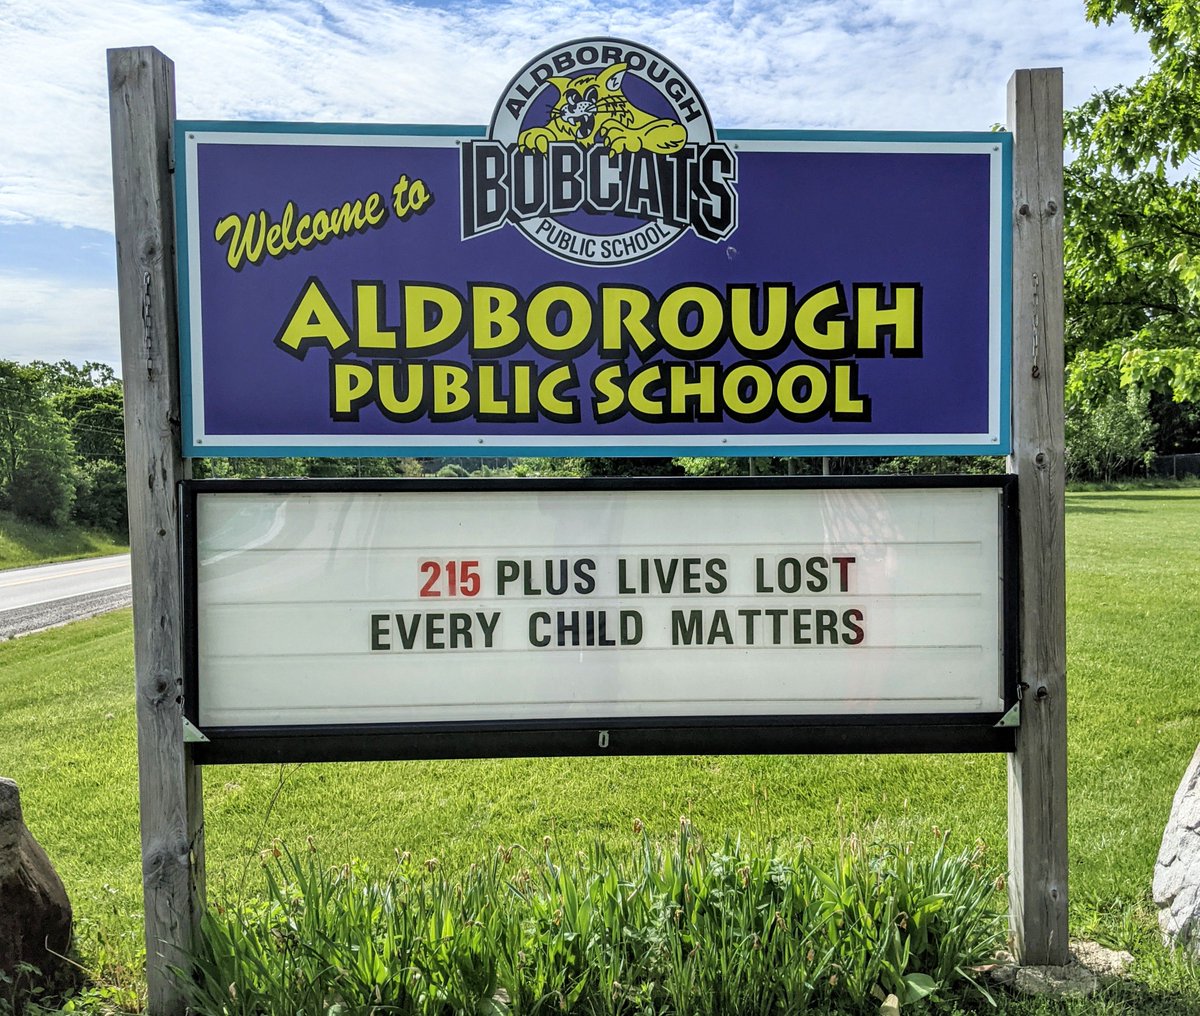 ALDBOROUGH
BOBCATS
PUBLIC SCHOOL
Welcome to
ALDBOROUGH
PUBLIC SCHOOL
215 PLUS LIVES LOST
EVERY CHILD MATTERS